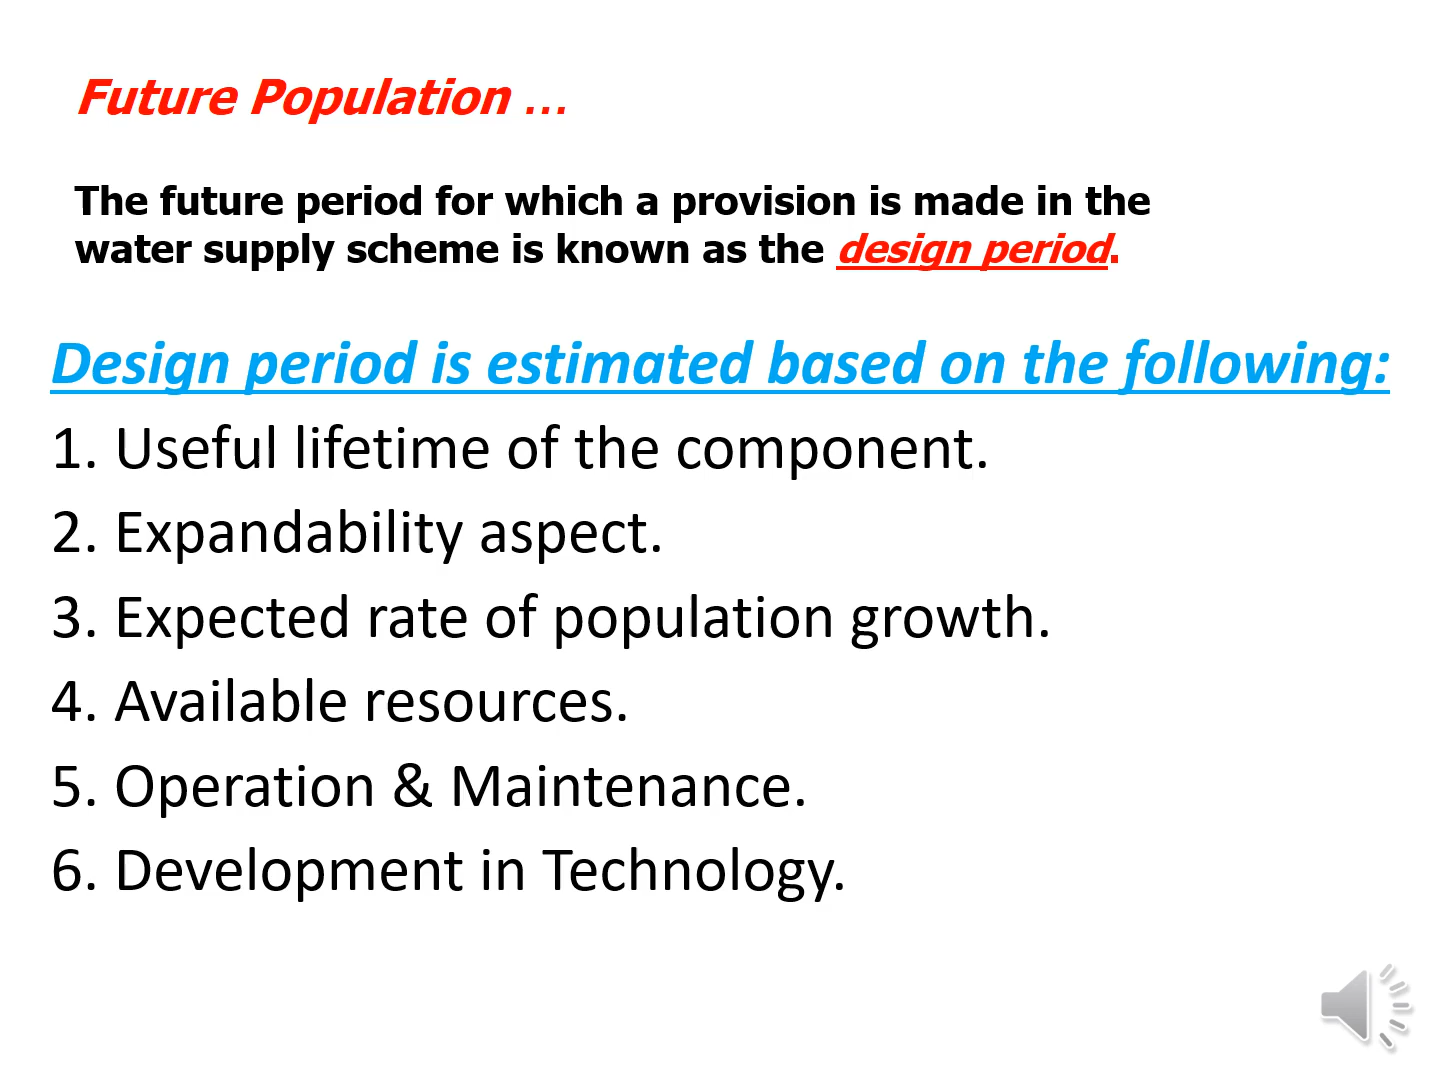 Future Population ...
The future period for which a provision is made in the
water supply scheme is known as the design period.
Design period is estimated based on the following:
1. Useful lifetime of the component.
2. Expandability aspect.
3. Expected rate of population growth.
4. Available resources.
5. Operation & Maintenance.
6. Development in Technology.